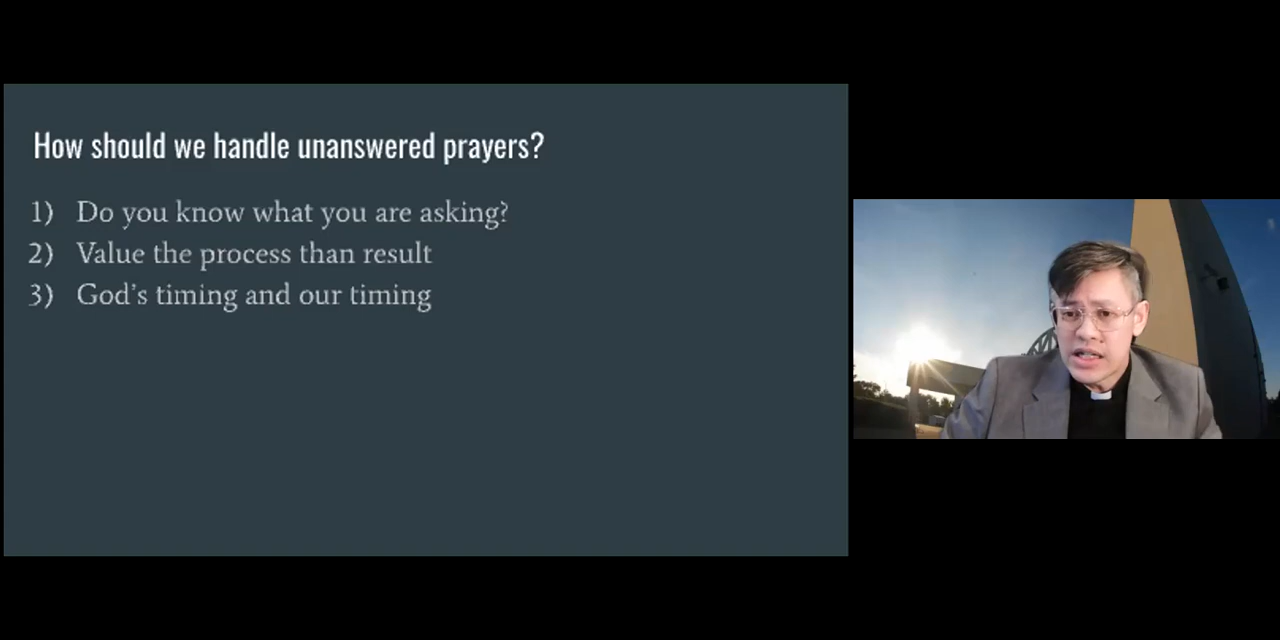 How should we handle unanswered prayers?
1) Do you know what you are asking?
2) Value the process than result
3) God's timing and our timing